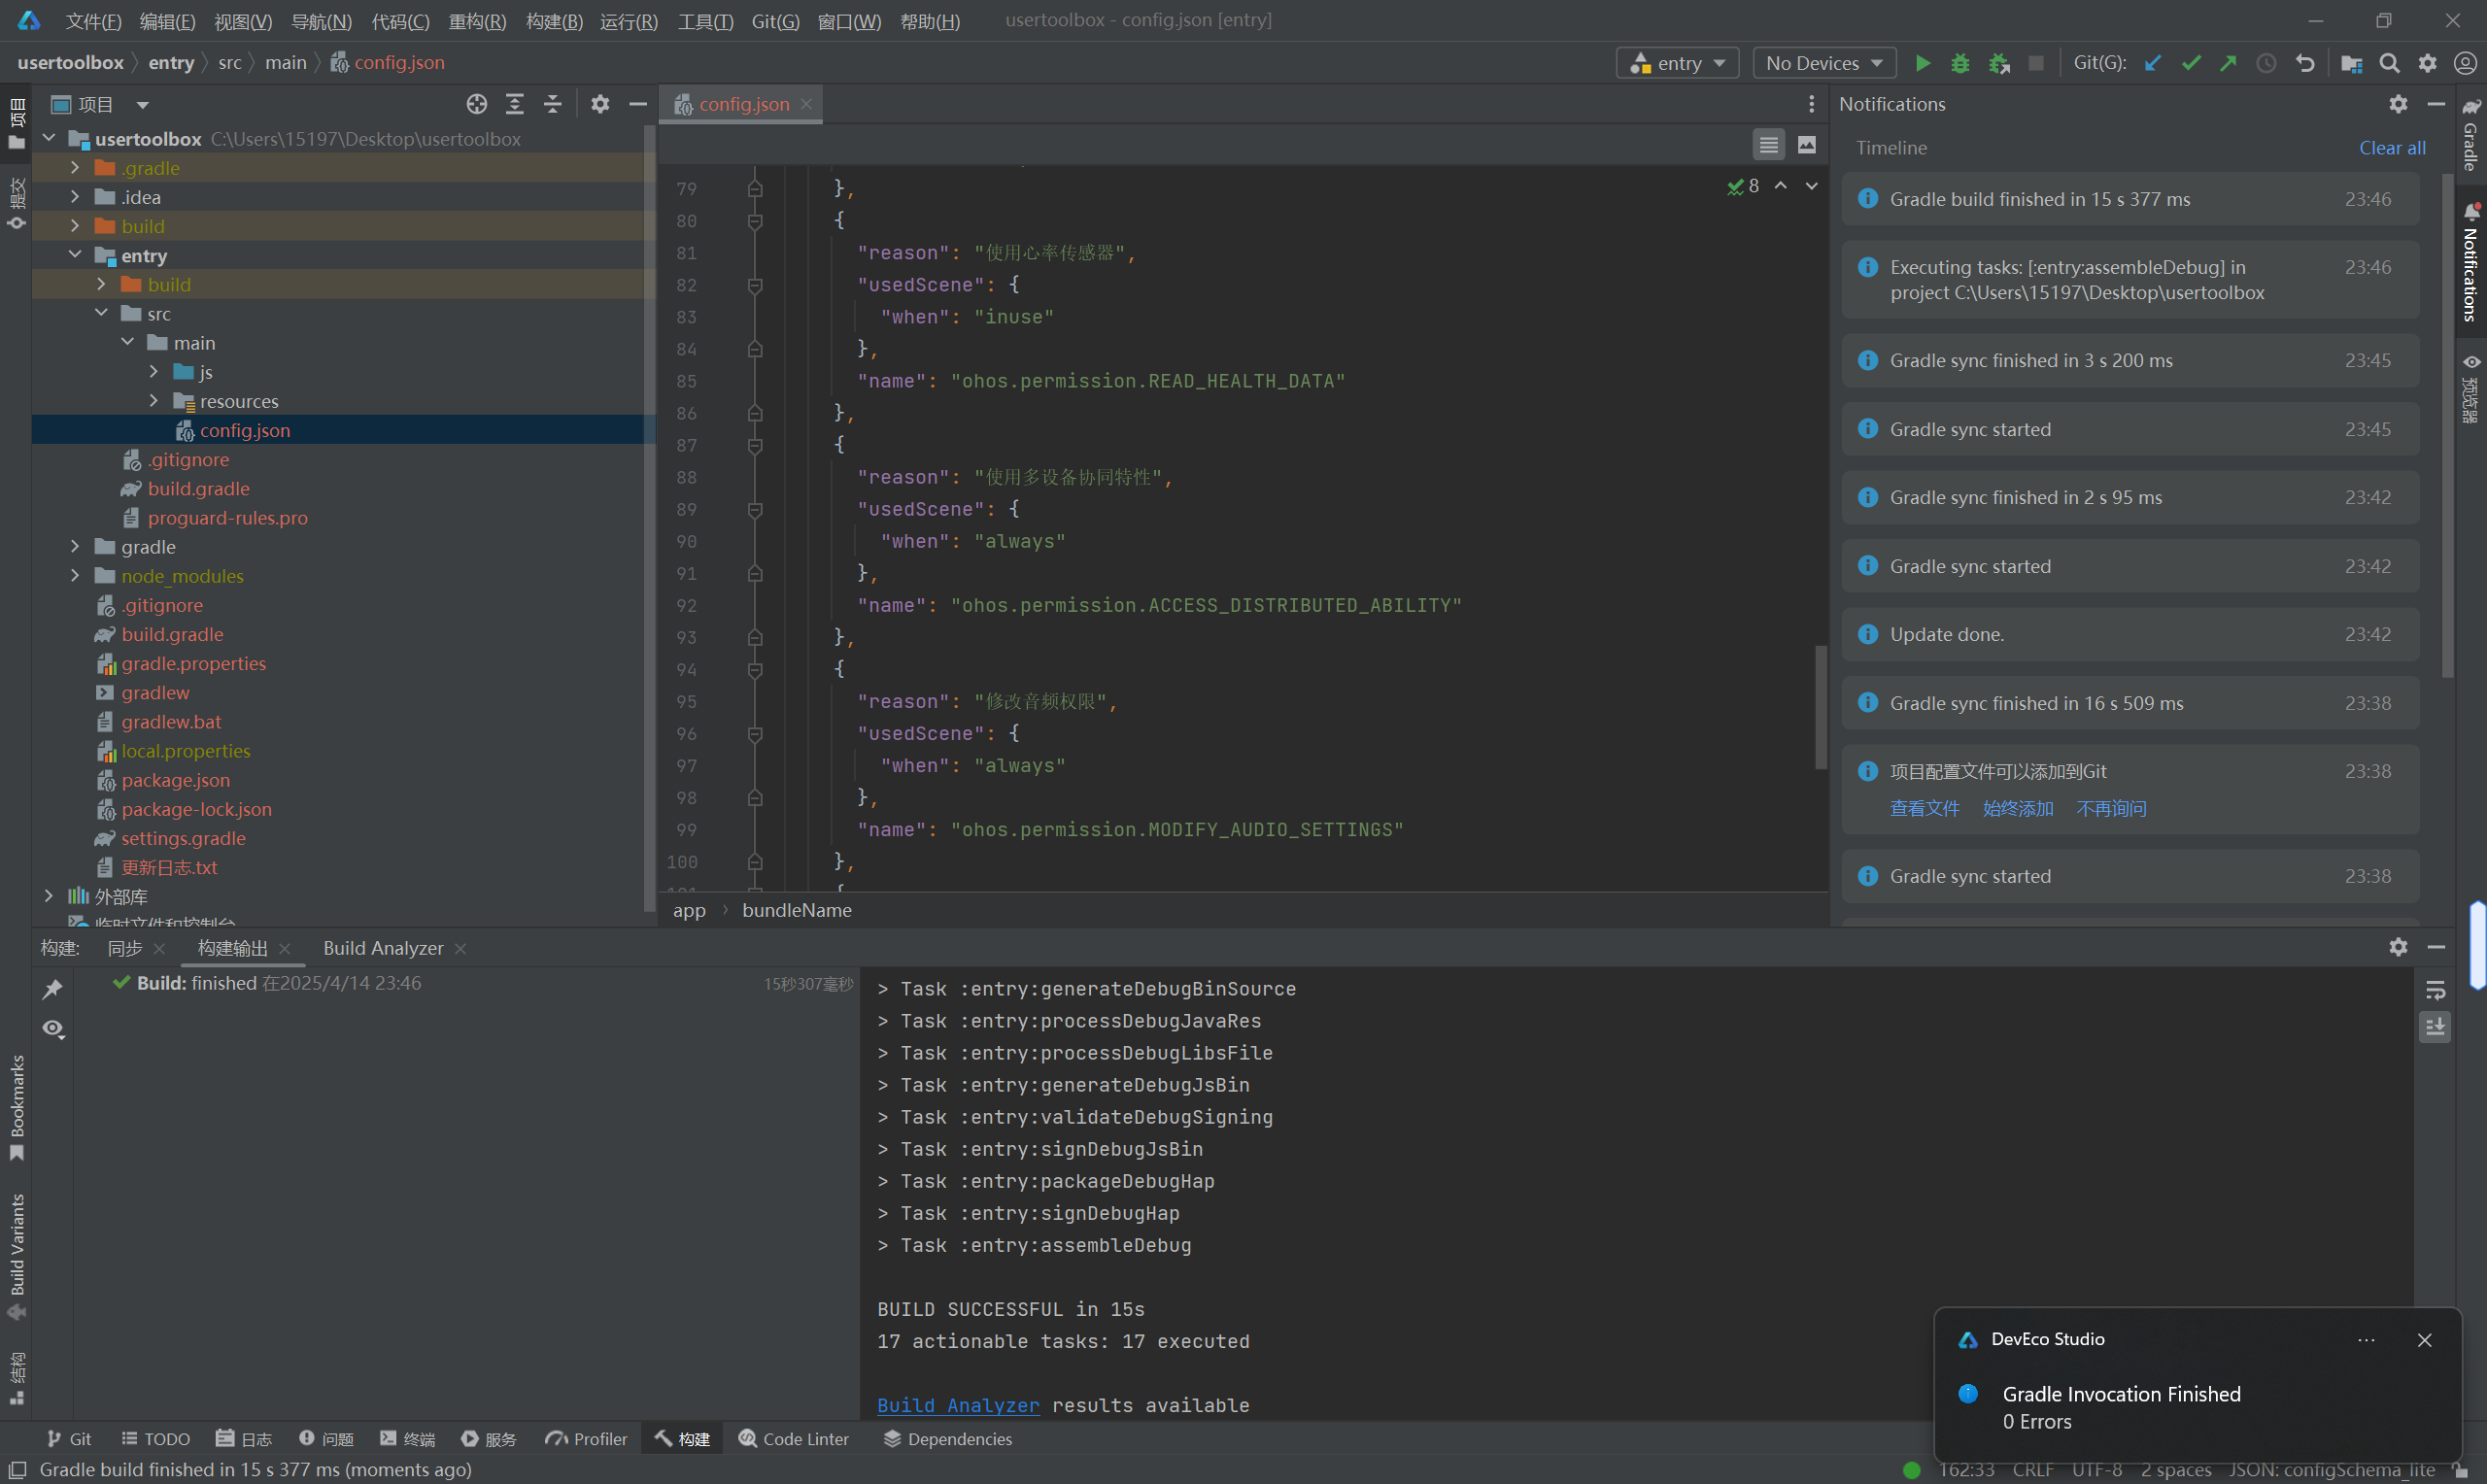 文件(F) 编辑(E) 视图(V) 导航(N) 代码(C) 重构(R) 构建(B) 运行(R) 工具(T) Git(G) 窗口(W) 帮助(H) usertoolbox - config.json [entry]
usertoolbox entry src main config.json entry No Devices Git(G):
项目
提交
Bookmarks
Build Variants
结构
项目
usertoolbox C:\Users\15197\Desktop\usertoolbox
.gradle
.idea
build
entry
build
src
main
js
resources
config.json
.gitignore
build.gradle
proguard-rules.pro
gradle
node_modules
.gitignore
build.gradle
gradle.properties
gradlew
gradlew.bat
local.properties
package.json
package-lock.json
settings.gradle
更新日志.txt
外部库
临时文件和控制台
config.json
8
79 },
80 {
81 "reason": "使用心率传感器",
82 "usedScene": {
83 "when": "inuse"
84 },
85 "name": "ohos.permission.READ_HEALTH_DATA"
86 },
87 {
88 "reason": "使用多设备协同特性",
89 "usedScene": {
90 "when": "always"
91 },
92 "name": "ohos.permission.ACCESS_DISTRIBUTED_ABILITY"
93 },
94 {
95 "reason": "修改音频权限",
96 "usedScene": {
97 "when": "always"
98 },
99 "name": "ohos.permission.MODIFY_AUDIO_SETTINGS"
100 },
101 {
app bundleName
Notifications
Timeline Clear all
Gradle build finished in 15 s 377 ms 23:46
Executing tasks: [:entry:assembleDebug] in 23:46
project C:\Users\15197\Desktop\usertoolbox
Gradle sync finished in 3 s 200 ms 23:45
Gradle sync started 23:45
Gradle sync finished in 2 s 95 ms 23:42
Gradle sync started 23:42
Update done. 23:42
Gradle sync finished in 16 s 509 ms 23:38
项目配置文件可以添加到Git 23:38
查看文件 始终添加 不再询问
Gradle sync started 23:38
Gradle
Notifications
预览器
构建: 同步 构建输出 Build Analyzer
Build: finished 在2025/4/14 23:46 15秒307毫秒
> Task :entry:generateDebugBinSource
> Task :entry:processDebugJavaRes
> Task :entry:processDebugLibsFile
> Task :entry:generateDebugJsBin
> Task :entry:validateDebugSigning
> Task :entry:signDebugJsBin
> Task :entry:packageDebugHap
> Task :entry:signDebugHap
> Task :entry:assembleDebug
BUILD SUCCESSFUL in 15s
17 actionable tasks: 17 executed
Build Analyzer results available
DevEco Studio
Gradle Invocation Finished
0 Errors
Git TODO 日志 问题 终端 服务 Profiler 构建 Code Linter Dependencies
Gradle build finished in 15 s 377 ms (moments ago) 162:33 CRLF UTF-8 2 spaces JSON: configSchema_lite